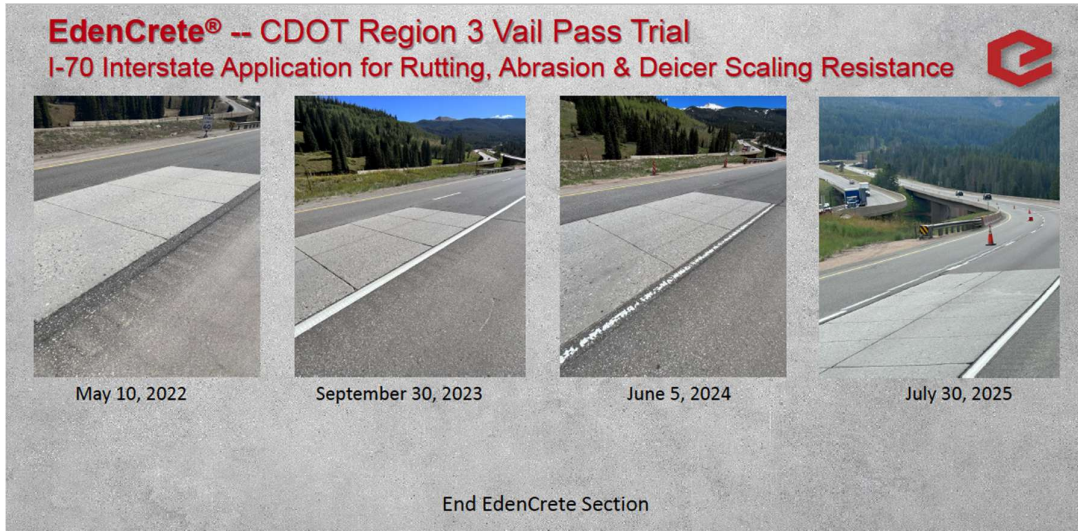 EdenCrete® -- CDOT Region 3 Vail Pass Trial
I-70 Interstate Application for Rutting, Abrasion & Deicer Scaling Resistance
May 10, 2022
September 30, 2023
June 5, 2024
July 30, 2025
End EdenCrete Section